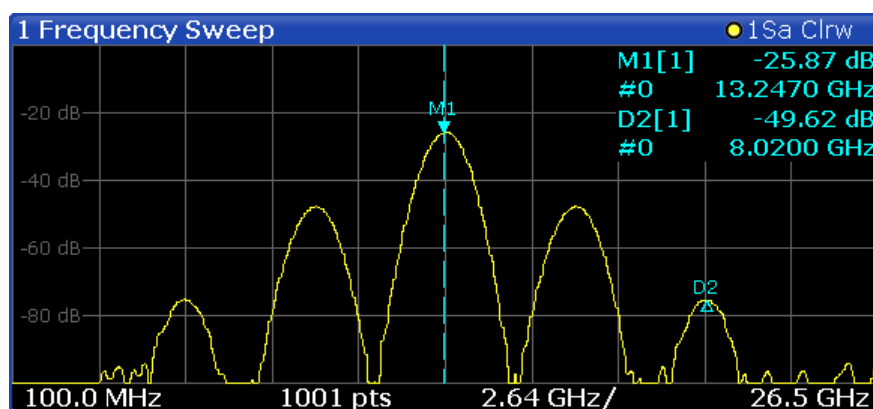 1 Frequency Sweep 1Sa Clrw
M1[1] -25.87 dB
#0 13.2470 GHz
D2[1] -49.62 dB
#0 8.0200 GHz
-20 dB
M1
-40 dB
-60 dB
D2
-80 dB
100.0 MHz 1001 pts 2.64 GHz/ 26.5 GHz